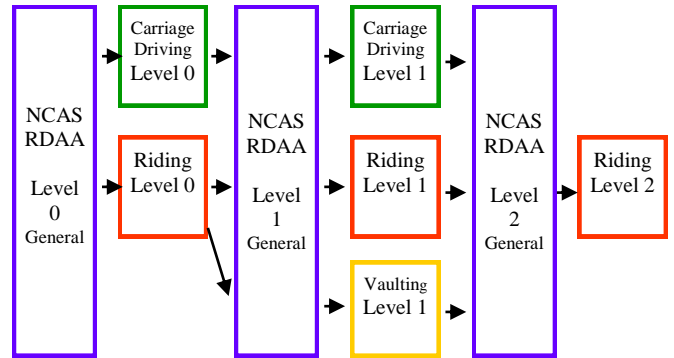 NCAS
RDAA
Level
0
General
Carriage
Driving
Level 0
Riding
Level 0
NCAS
RDAA
Level
1
General
Carriage
Driving
Level 1
Riding
Level 1
Vaulting
Level 1
NCAS
RDAA
Level
2
General
Riding
Level 2